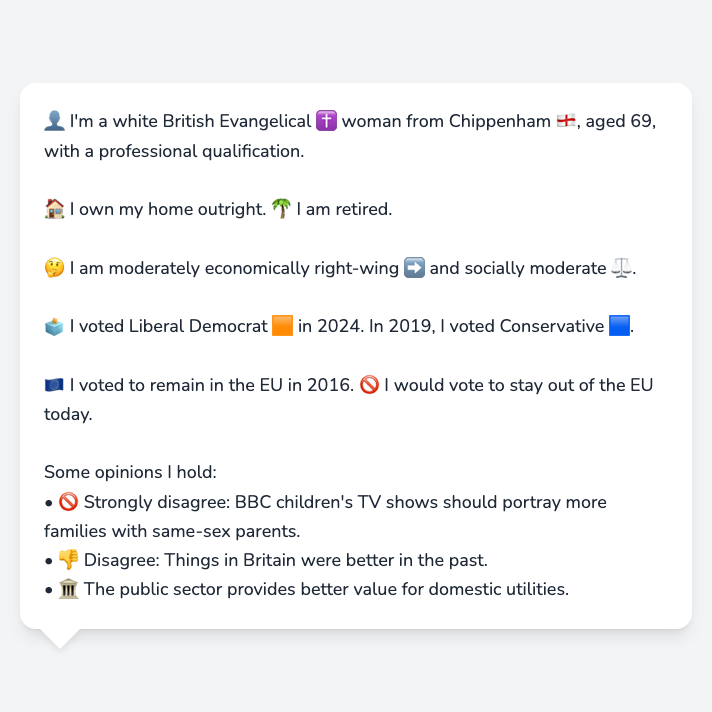 👤 I'm a white British Evangelical ✝️ woman from Chippenham 🏴󠁧󠁢󠁥󠁮󠁧󠁿, aged 69,
with a professional qualification.
🏠 I own my home outright. 🌴 I am retired.
🤔 I am moderately economically right-wing ➡️ and socially moderate ⚖️.
🗳️ I voted Liberal Democrat 🟧 in 2024. In 2019, I voted Conservative 🟦.
🇪🇺 I voted to remain in the EU in 2016. 🚫 I would vote to stay out of the EU
today.
Some opinions I hold:
• 🚫 Strongly disagree: BBC children's TV shows should portray more
families with same-sex parents.
• 👎 Disagree: Things in Britain were better in the past.
• 🏛️ The public sector provides better value for domestic utilities.